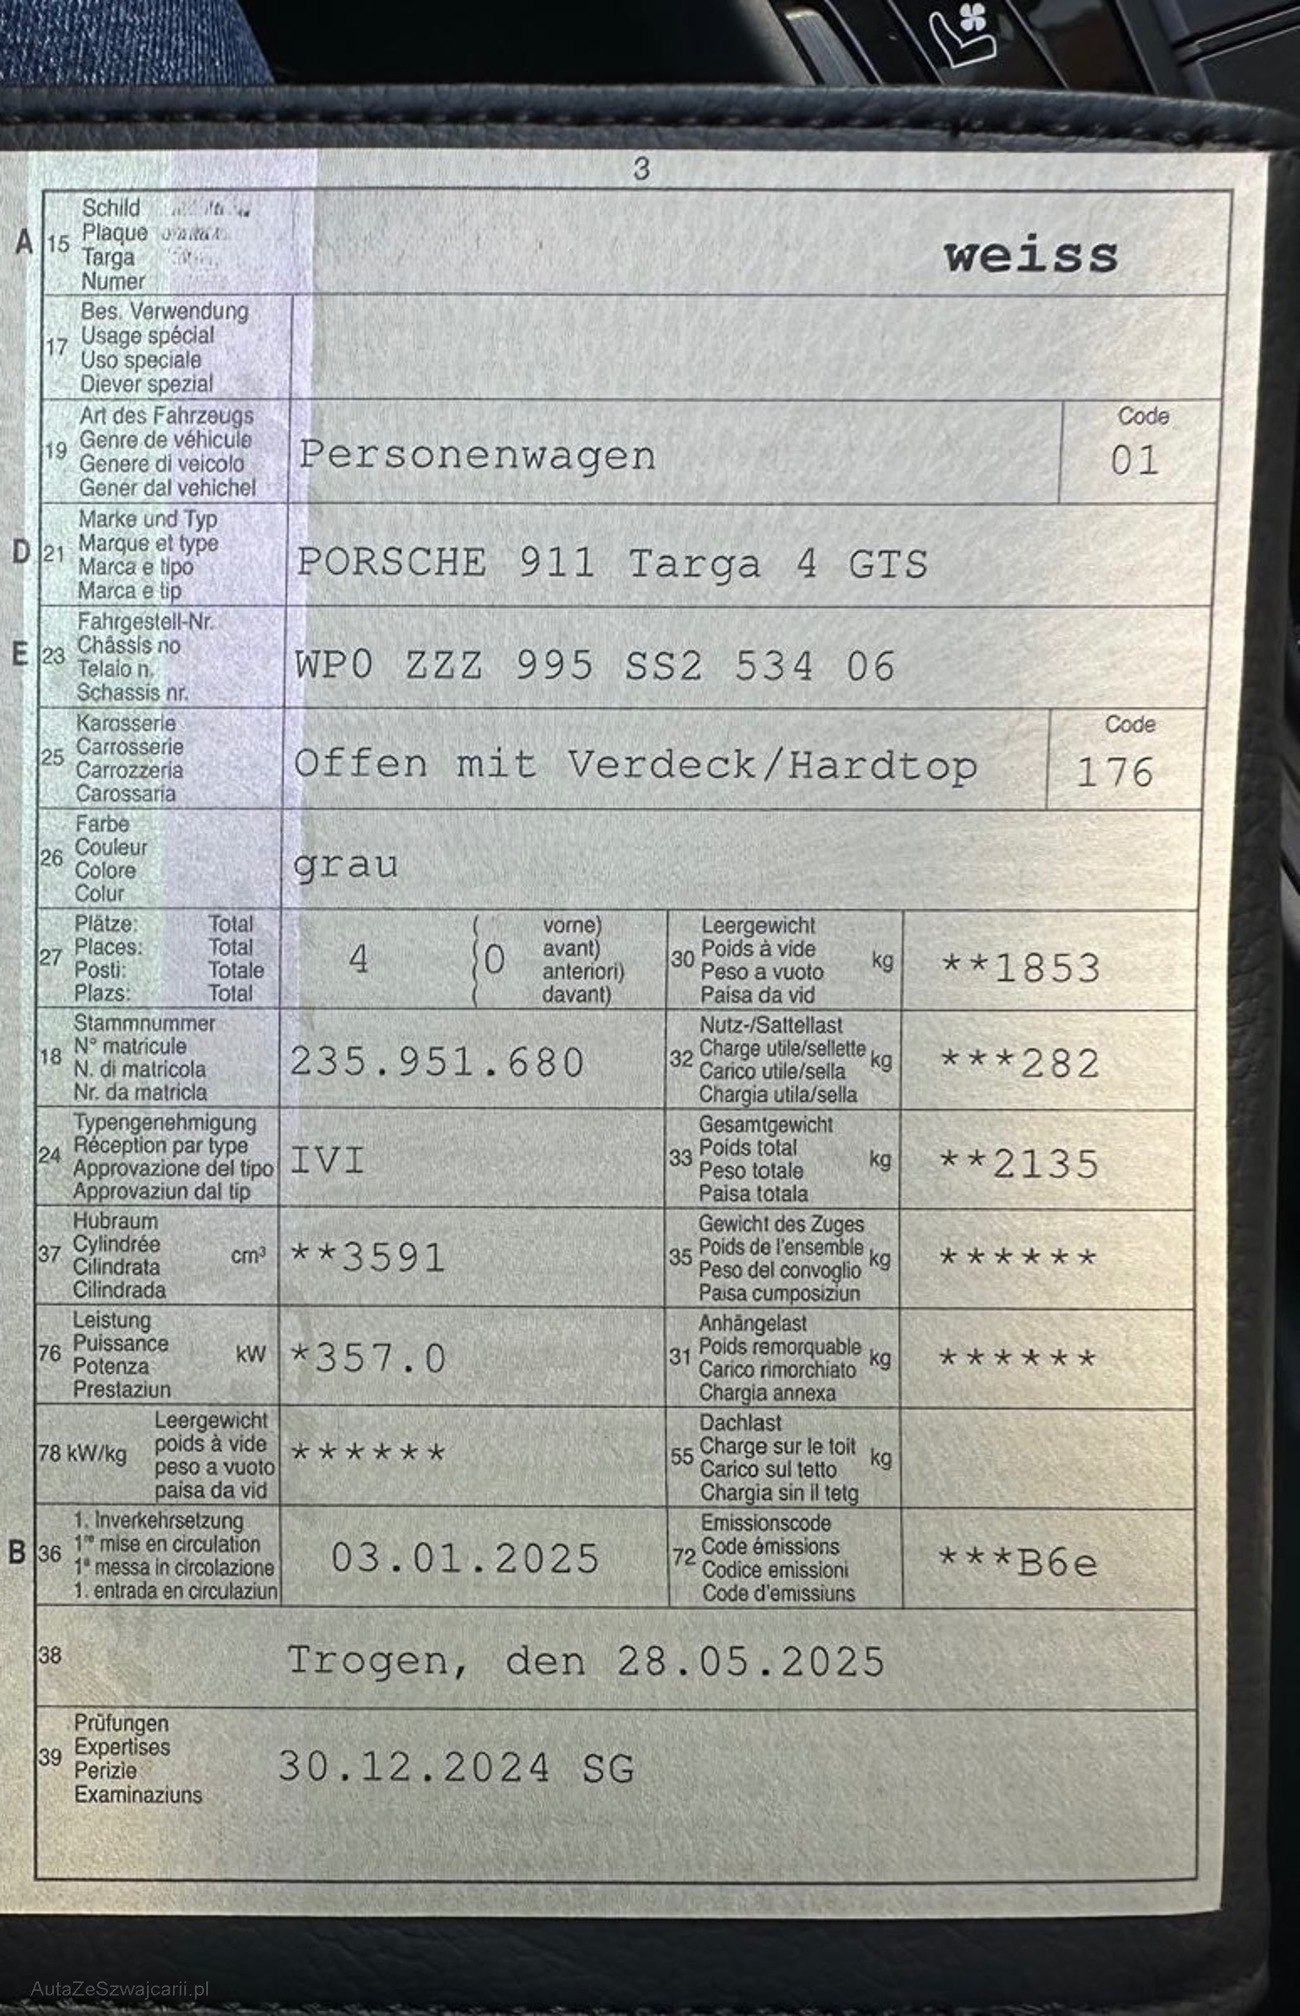 3
A 15 Schild
Plaque
Targa
Numer
weiss
17 Bes. Verwendung
Usage spécial
Uso speciale
Diever spezial
19 Art des Fahrzeugs
Genre de véhicule
Genere di veicolo
Gener dal vehichel
Personenwagen
Code
01
D 21 Marke und Typ
Marque et type
Marca e tipo
Marca e tip
PORSCHE 911 Targa 4 GTS
E 23 Fahrgestell-Nr.
Châssis no
Telaio n.
Schassis nr.
WP0 ZZZ 995 SS2 534 06
25 Karosserie
Carrosserie
Carrozzeria
Carossaria
Offen mit Verdeck/Hardtop
Code
176
26 Farbe
Couleur
Colore
Colur
grau
27 Plätze: Total
Places: Total
Posti: Totale
Plazs: Total
4 (0 vorne)
avant)
anteriori)
davant)
30 Leergewicht
Poids à vide kg
Peso a vuoto
Paisa da vid
**1853
18 Stammnummer
N° matricule
N. di matricola
Nr. da matricla
235.951.680
32 Nutz-/Sattellast
Charge utile/sellette kg
Carico utile/sella
Chargia utila/sella
***282
24 Typengenehmigung
Réception par type
Approvazione del tipo
Approvaziun dal tip
IVI
33 Gesamtgewicht
Poids total kg
Peso totale
Paisa totala
**2135
37 Hubraum
Cylindrée cm³
Cilindrata
Cilindrada
**3591
35 Gewicht des Zuges
Poids de l'ensemble kg
Peso del convoglio
Paisa cumposiziun
******
76 Leistung
Puissance kW
Potenza
Prestaziun
*357.0
31 Anhängelast
Poids remorquable kg
Carico rimorchiato
Chargia annexa
******
78 kW/kg Leergewicht
poids à vide
peso a vuoto
paisa da vid
******
55 Dachlast
Charge sur le toit kg
Carico sul tetto
Chargia sin il tetg
B 36 1. Inverkehrsetzung
1re mise en circulation
1a messa in circolazione
1. entrada en circulaziun
03.01.2025
72 Emissionscode
Code émissions
Codice emissioni
Code d'emissiuns
***B6e
38 Trogen, den 28.05.2025
39 Prüfungen
Expertises
Perizie
Examinaziuns
30.12.2024 SG
AutaZeSzwajcarii.pl